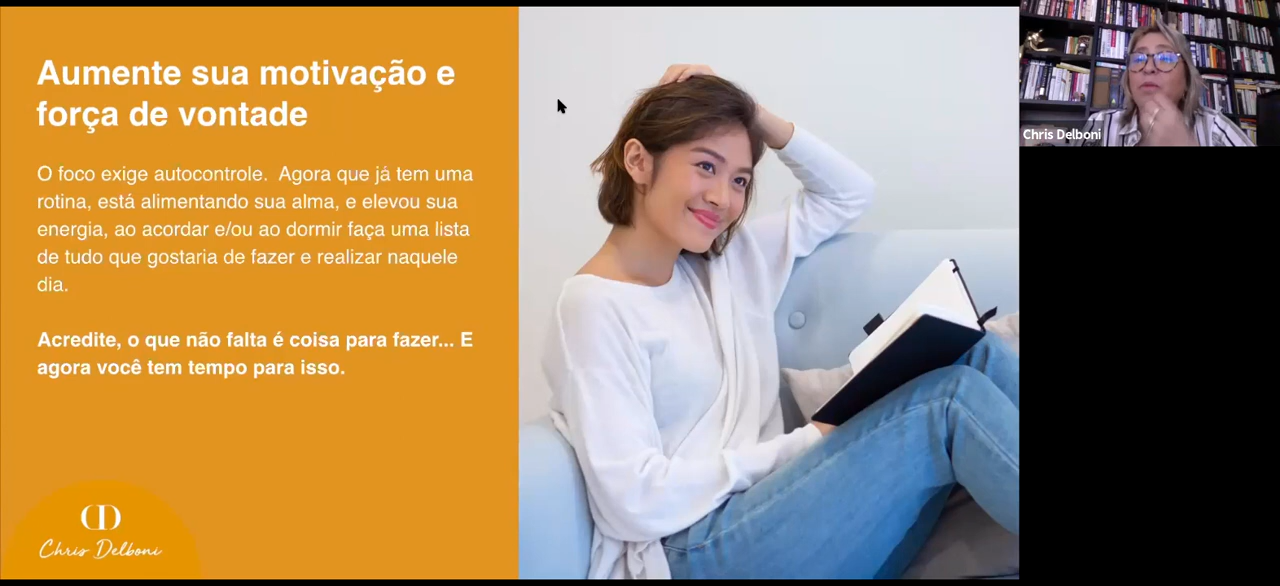 Aumente sua motivação e
força de vontade
O foco exige autocontrole.  Agora que já tem uma
rotina, está alimentando sua alma, e elevou sua
energia, ao acordar e/ou ao dormir faça uma lista
de tudo que gostaria de fazer e realizar naquele
dia.
Acredite, o que não falta é coisa para fazer... E
agora você tem tempo para isso.
CD
Chris Delboni
Chris Delboni